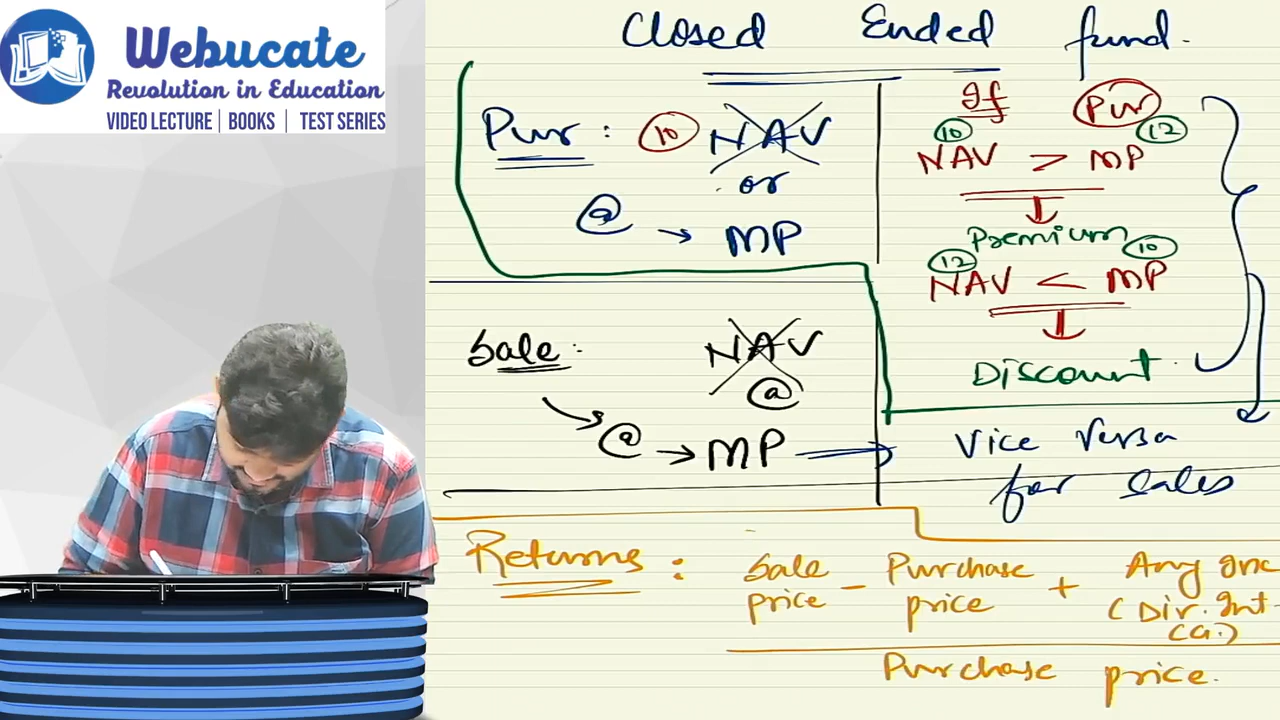 Webucate
Revolution in Education
VIDEO LECTURE | BOOKS | TEST SERIES
Closed Ended fund.
Pur : 10 NAV
or
@ → MP
If Pur
10 12
NAV > MP
Premium
12 10
NAV < MP
Discount
Sale :
NAV
@
@ → MP
Vice Versa
for sales
Returns : Sale price - Purchase price + Any Inc
(Div. Int
CG.)
Purchase price.